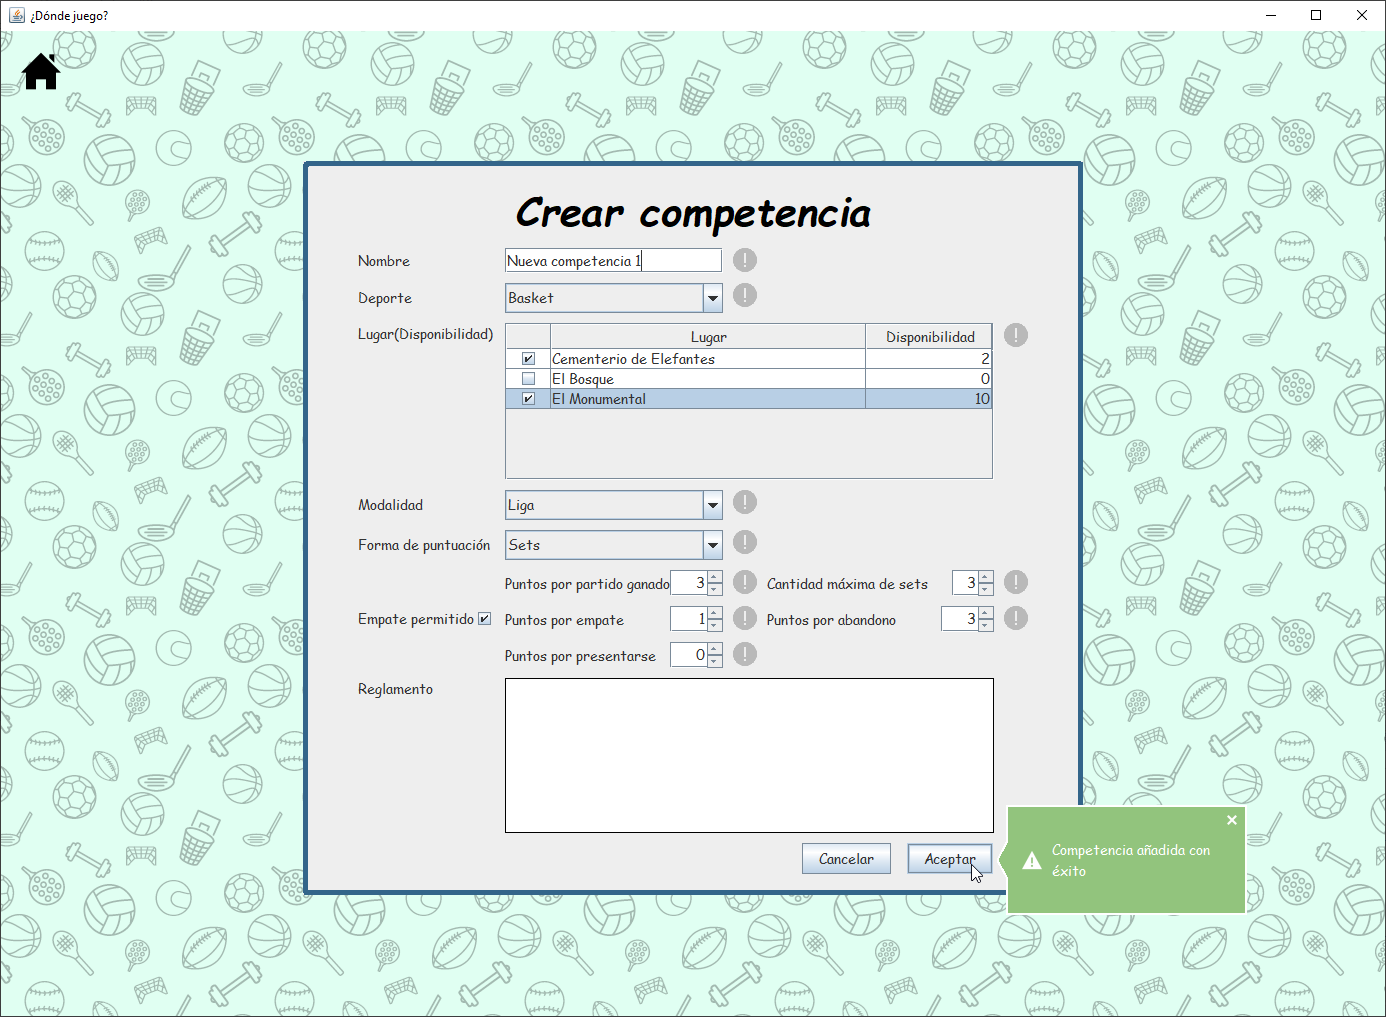 ¿Dónde juego?
Crear competencia
Nombre Nueva competencia 1
Deporte Basket
Lugar(Disponibilidad) Lugar Disponibilidad
Cementerio de Elefantes 2
El Bosque 0
El Monumental 10
Modalidad Liga
Forma de puntuación Sets
Puntos por partido ganado 3 Cantidad máxima de sets 3
Empate permitido Puntos por empate 1 Puntos por abandono 3
Puntos por presentarse 0
Reglamento
Cancelar Aceptar
Competencia añadida con
éxito